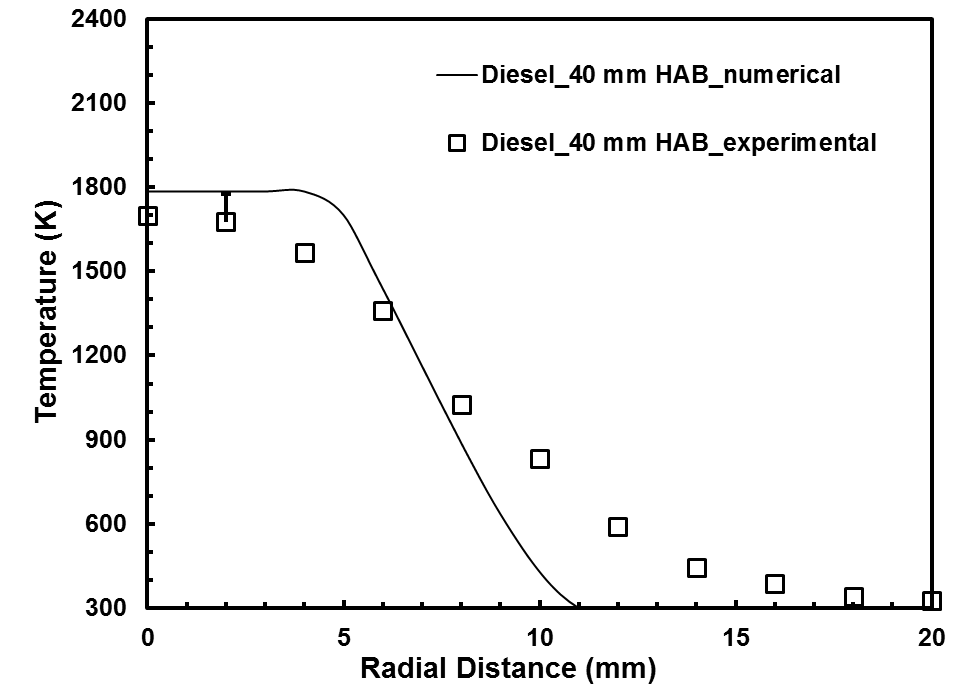 2400
2100
1800
1500
1200
900
600
300
Temperature (K)
Diesel_40 mm HAB_numerical
Diesel_40 mm HAB_experimental
0 5 10 15 20
Radial Distance (mm)